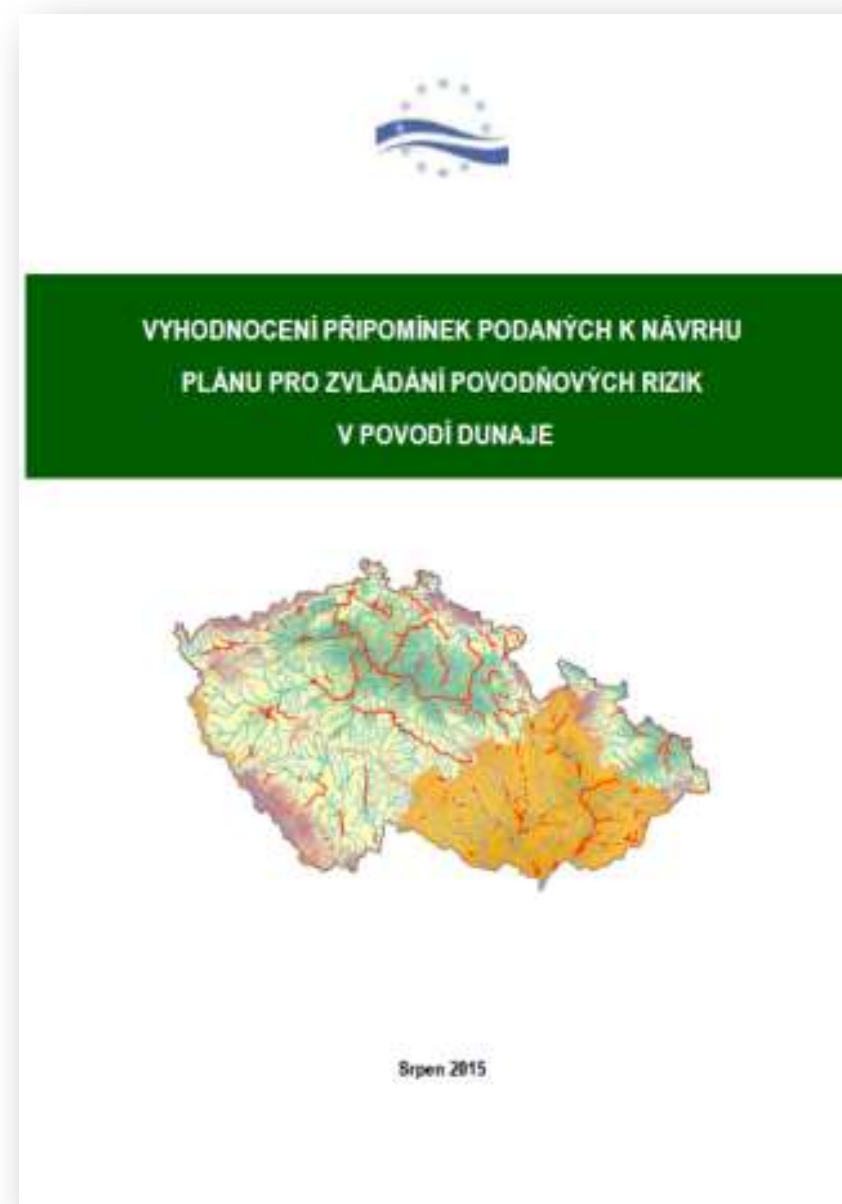 VYHODNOCENÍ PŘIPOMÍNEK PODANÝCH K NÁVRHU
PLÁNU PRO ZVLÁDÁNÍ POVODŇOVÝCH RIZIK
V POVODÍ DUNAJE
Srpen 2015